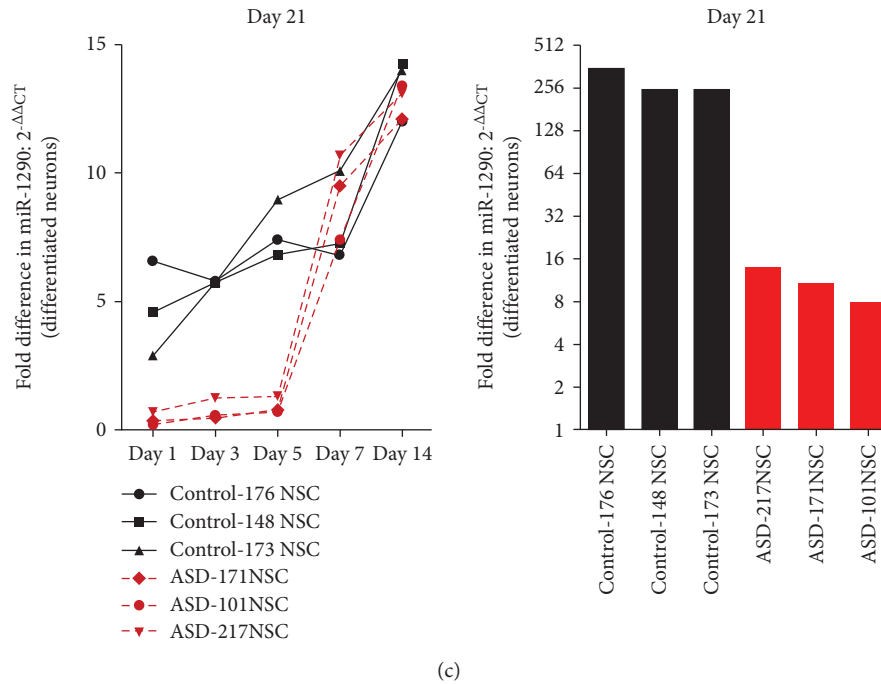 Day 21
Fold difference in miR-1290: 2-ΔΔCT
(differentiated neurons)
15
10
5
0
Day 1 Day 3 Day 5 Day 7 Day 14
Control-176 NSC
Control-148 NSC
Control-173 NSC
ASD-171NSC
ASD-101NSC
ASD-217NSC
Day 21
Fold difference in miR-1290: 2-ΔΔCT
(differentiated neurons)
512
256
128
64
32
16
8
4
2
1
Control-176 NSC
Control-148 NSC
Control-173 NSC
ASD-217NSC
ASD-171NSC
ASD-101NSC
(c)